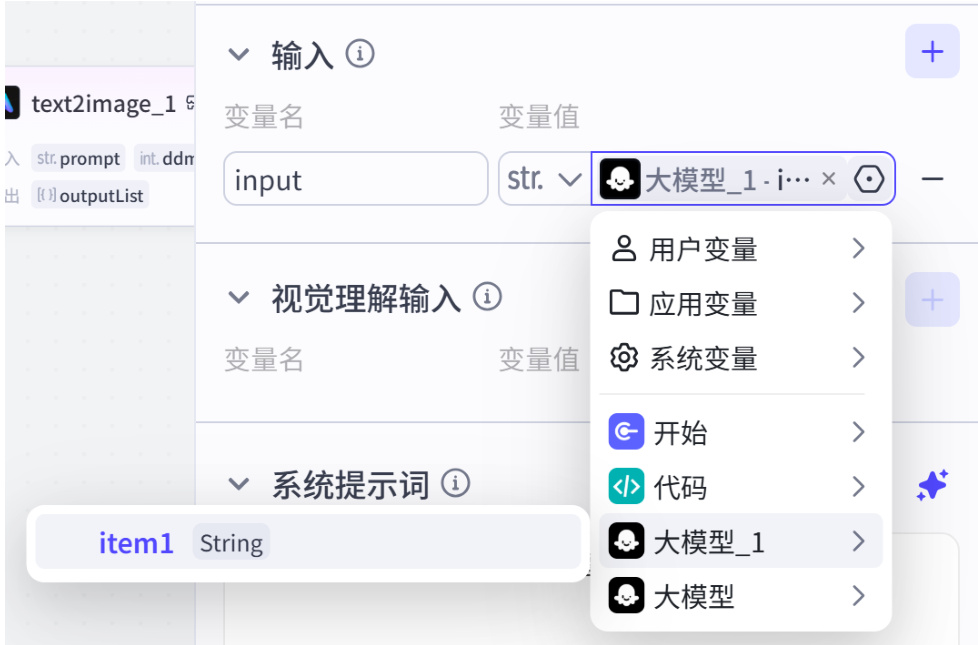 输入
text2image_1
变量名 变量值
入 str. prompt int. ddm
input str. 大模型_1 - i···
出 [()] outputList
用户变量
视觉理解输入
应用变量
变量名 变量值
系统变量
开始
系统提示词
代码
item1 String
大模型_1
大模型